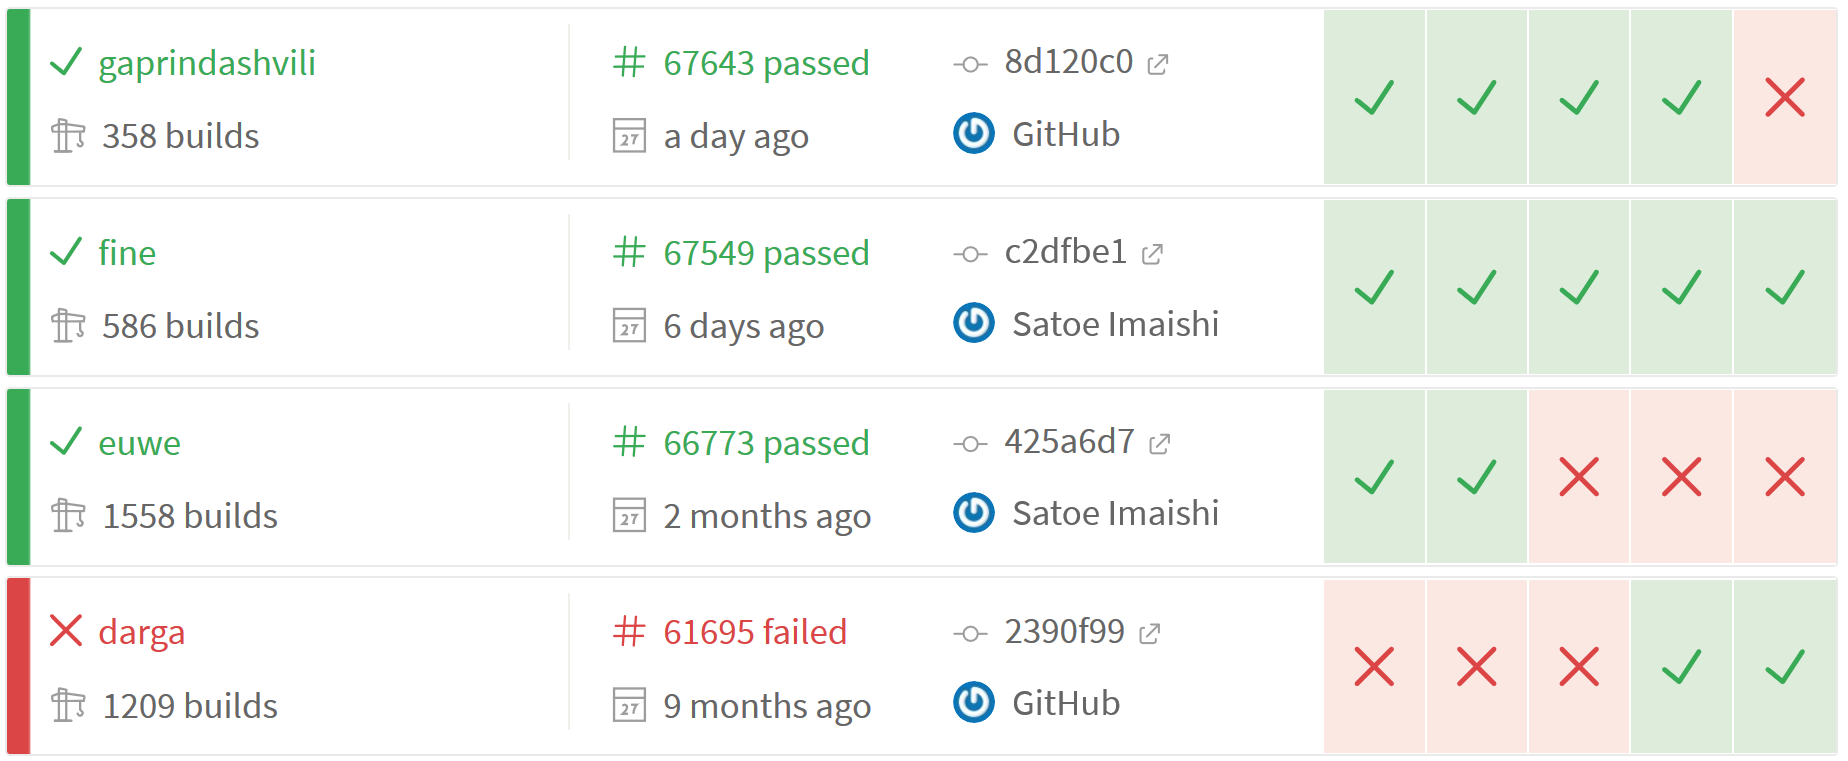 gaprindashvili
# 67643 passed
8d120c0
358 builds
27 a day ago
GitHub
fine
# 67549 passed
c2dfbe1
586 builds
27 6 days ago
Satoe Imaishi
euwe
# 66773 passed
425a6d7
1558 builds
27 2 months ago
Satoe Imaishi
darga
# 61695 failed
2390f99
1209 builds
27 9 months ago
GitHub